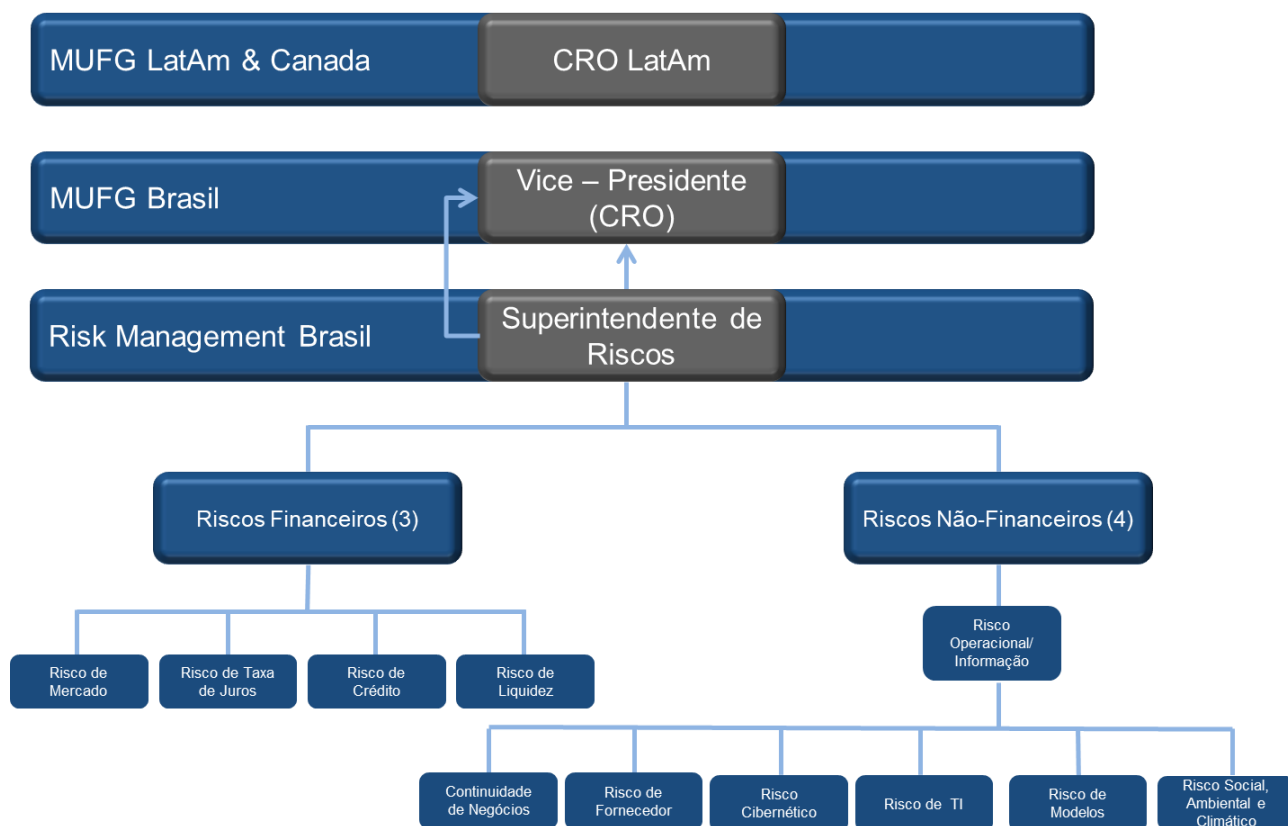 MUFG LatAm & Canada
CRO LatAm
MUFG Brasil
Vice – Presidente
(CRO)
Risk Management Brasil
Superintendente de
Riscos
Riscos Financeiros (3)
Riscos Não-Financeiros (4)
Risco de
Mercado
Risco de Taxa
de Juros
Risco de
Crédito
Risco de
Liquidez
Risco
Operacional/
Informação
Continuidade
de Negócios
Risco de
Fornecedor
Risco
Cibernético
Risco de TI
Risco de
Modelos
Risco Social,
Ambiental e
Climático